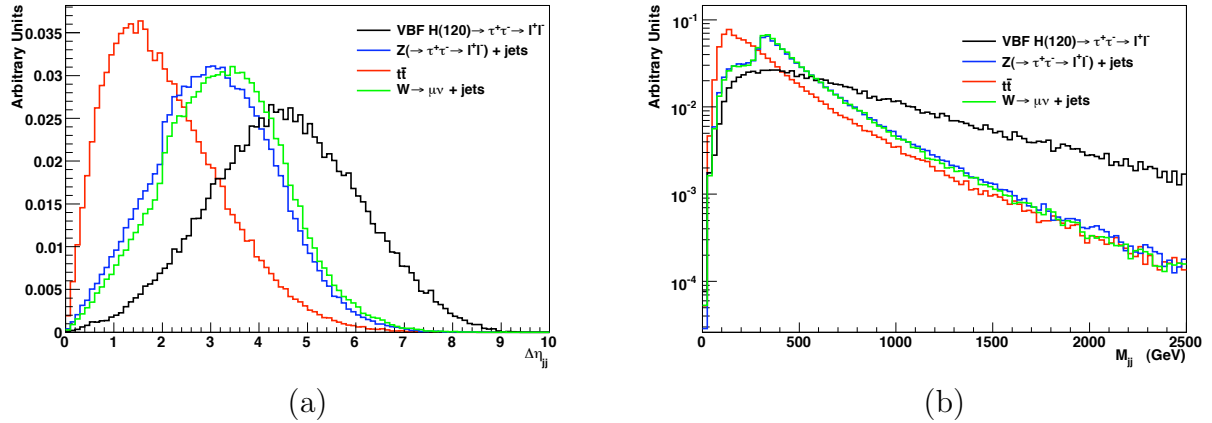 Arbitrary Units
0.035
0.03
0.025
0.02
0.015
0.01
0.005
0
VBF H(120)→ τ⁺τ⁻→ l⁺l⁻
Z(→ τ⁺τ⁻→ l⁺l⁻) + jets
tt̄
W→ μν + jets
0 1 2 3 4 5 6 7 8 9 10
Δη_jj
(a)
Arbitrary Units
10⁻¹
10⁻²
10⁻³
10⁻⁴
VBF H(120)→ τ⁺τ⁻→ l⁺l⁻
Z(→ τ⁺τ⁻→ l⁺l⁻) + jets
tt̄
W→ μν + jets
0 500 1000 1500 2000 2500
M_jj (GeV)
(b)